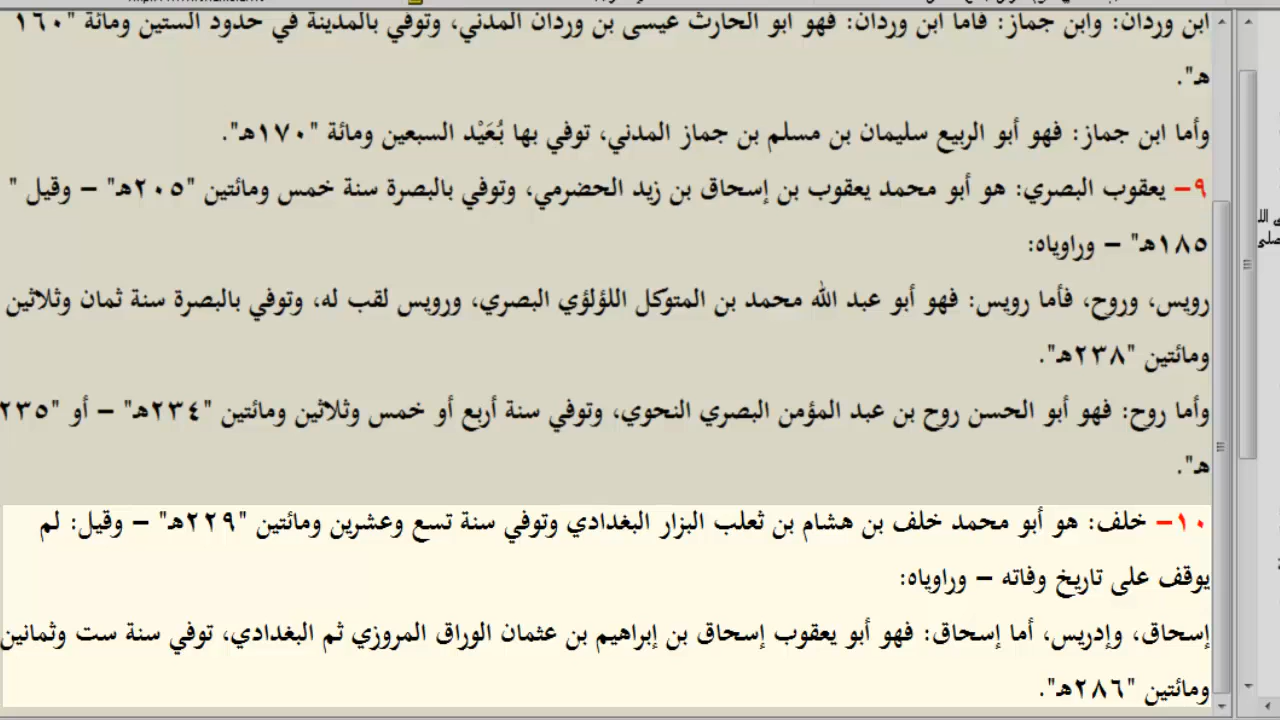 ابن وردان: وابن جماز: فأما ابن وردان: فهو أبو الحارث عيسى بن وردان المدني، وتوفي بالمدينة في حدود الستين ومائة "١٦٠
هـ".
وأما ابن جماز: فهو أبو الربيع سليمان بن مسلم بن جماز المدني، توفي بها بُعَيْد السبعين ومائة "١٧٠هـ".
٩- يعقوب البصري: هو أبو محمد يعقوب بن إسحاق بن زيد الحضرمي، وتوفي بالبصرة سنة خمس ومائتين "٢٠٥هـ" – وقيل "
١٨٥هـ" – وراوياه:
رويس، وروح، فأما رويس: فهو أبو عبد الله محمد بن المتوكل اللؤلؤي البصري، ورويس لقب له، وتوفي بالبصرة سنة ثمان وثلاثين
ومائتين "٢٣٨هـ".
وأما روح: فهو أبو الحسن روح بن عبد المؤمن البصري النحوي، وتوفي سنة أربع أو خمس وثلاثين ومائتين "٢٣٤هـ" – أو "٢٣٥
هـ".
١٠- خلف: هو أبو محمد خلف بن هشام بن ثعلب البزار البغدادي وتوفي سنة تسع وعشرين ومائتين "٢٢٩هـ" – وقيل: لم
يوقف على تاريخ وفاته – وراوياه:
إسحاق، وإدريس، أما إسحاق: فهو أبو يعقوب إسحاق بن إبراهيم بن عثمان الوراق المروزي ثم البغدادي، توفي سنة ست وثمانين
ومائتين "٢٨٦هـ".